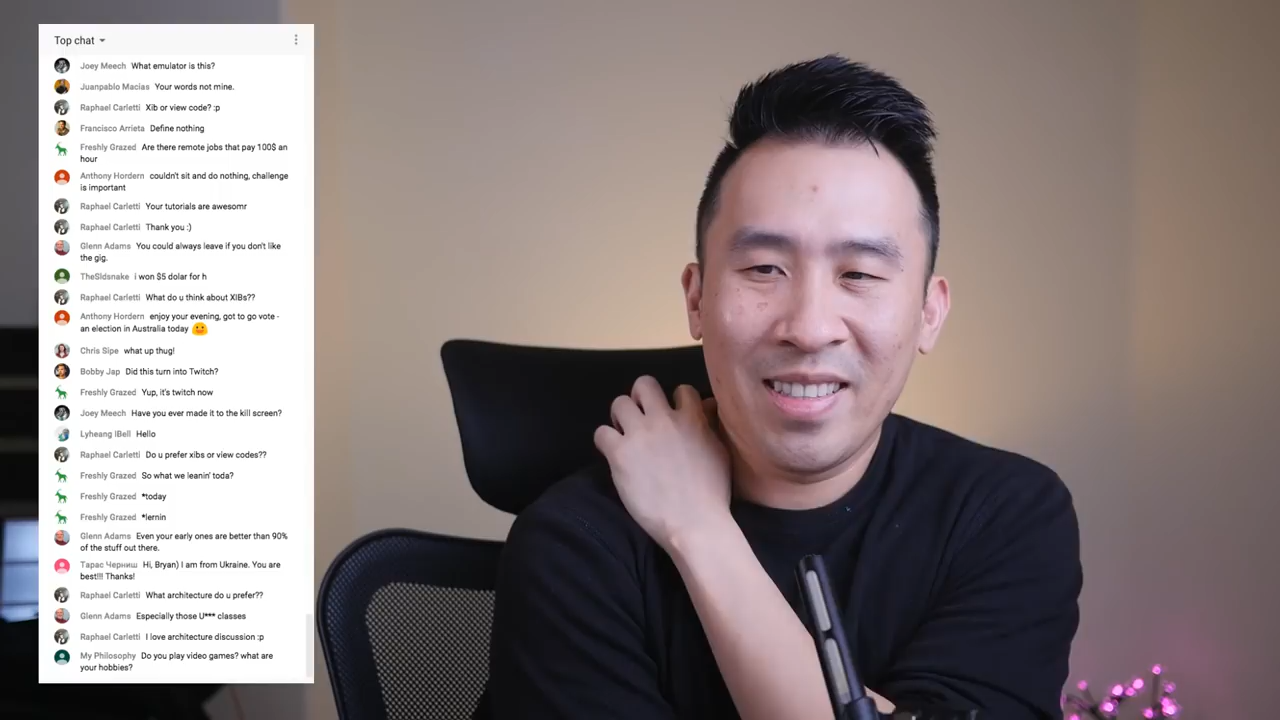 Top chat
Joey Meech What emulator is this?
Juanpablo Macias Your words not mine.
Raphael Carletti Xib or view code? :p
Francisco Arrieta Define nothing
Freshly Grazed Are there remote jobs that pay 100$ an
hour
Anthony Hordern couldn't sit and do nothing, challenge
is important
Raphael Carletti Your tutorials are awesomr
Raphael Carletti Thank you :)
Glenn Adams You could always leave if you don't like
the gig.
TheSldsnake i won $5 dolar for h
Raphael Carletti What do u think about XIBs??
Anthony Hordern enjoy your evening, got to go vote -
an election in Australia today
Chris Sipe what up thug!
Bobby Jap Did this turn into Twitch?
Freshly Grazed Yup, it's twitch now
Joey Meech Have you ever made it to the kill screen?
Lyheang IBell Hello
Raphael Carletti Do u prefer xibs or view codes??
Freshly Grazed So what we leanin' toda?
Freshly Grazed *today
Freshly Grazed *lernin
Glenn Adams Even your early ones are better than 90%
of the stuff out there.
Тарас Черниш Hi, Bryan) I am from Ukraine. You are
best!!! Thanks!
Raphael Carletti What architecture do u prefer??
Glenn Adams Especially those U*** classes
Raphael Carletti I love architecture discussion :p
My Philosophy Do you play video games? what are
your hobbies?